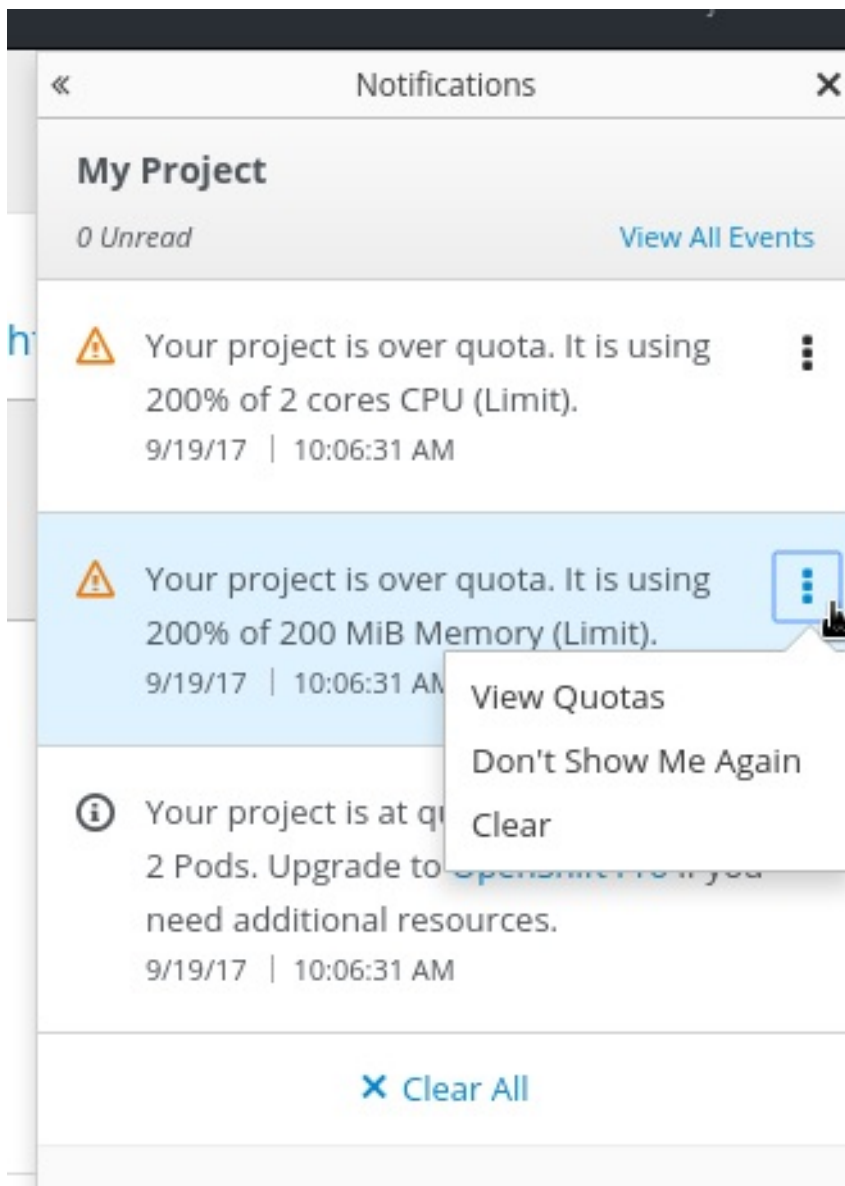 Notifications
My Project
0 Unread
View All Events
Your project is over quota. It is using
200% of 2 cores CPU (Limit).
9/19/17 | 10:06:31 AM
Your project is over quota. It is using
200% of 200 MiB Memory (Limit).
9/19/17 | 10:06:31 AM
View Quotas
Don't Show Me Again
Clear
Your project is at
2 Pods. Upgrade to OpenShift Pro if you
need additional resources.
9/19/17 | 10:06:31 AM
Clear All